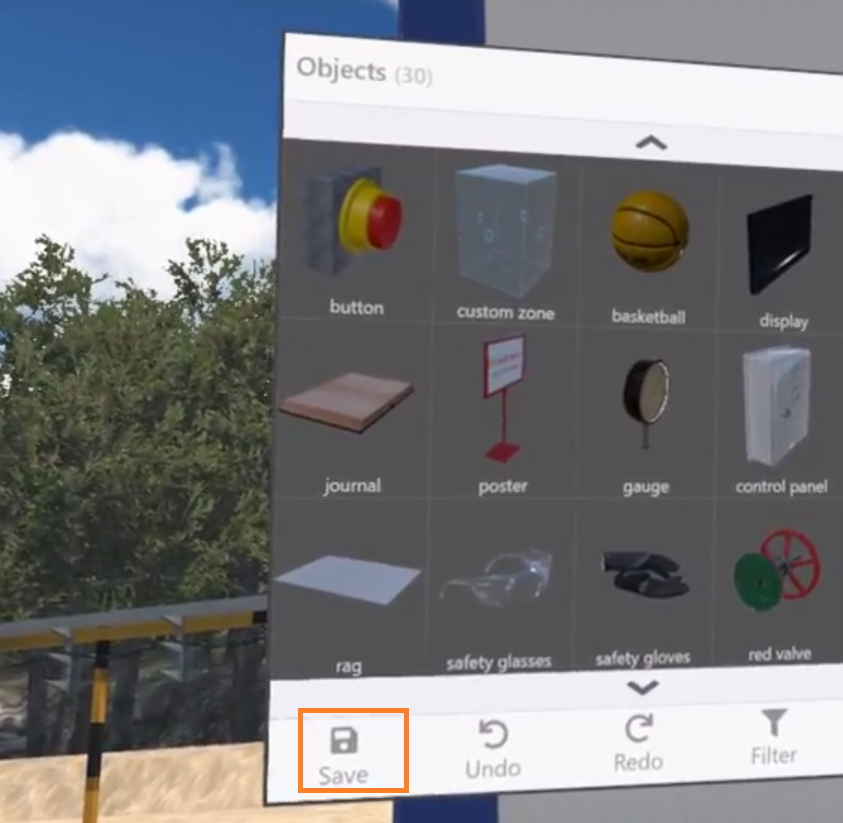 Objects (30)
button
custom zone
basketball
display
journal
poster
gauge
control panel
rag
safety glasses
safety gloves
red valve
Save
Undo
Redo
Filter